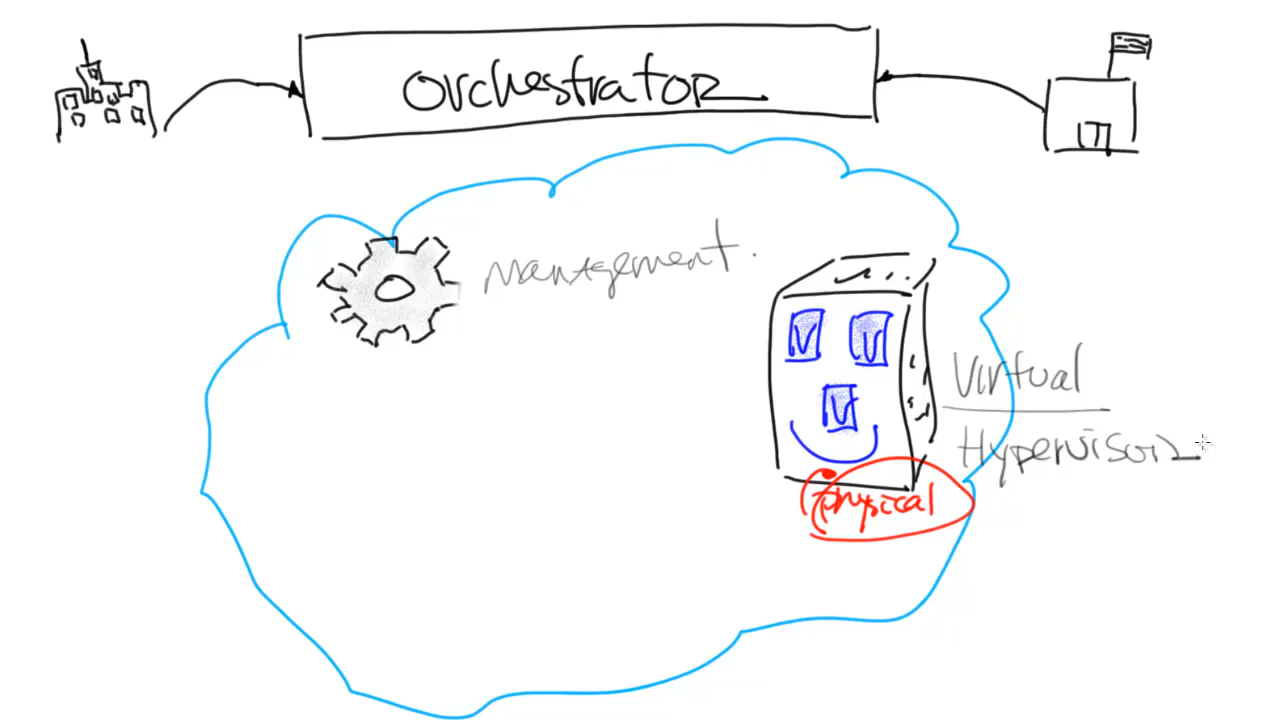 Orchestrator
Management.
V V
V
Virtual
Hypervisor
Physical